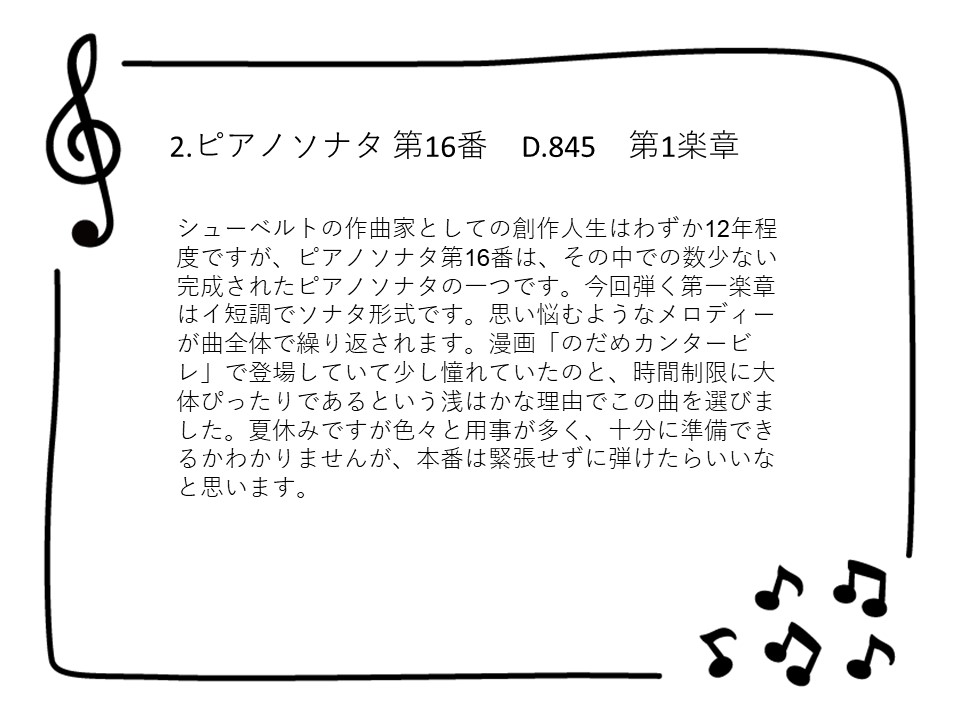 2.ピアノソナタ 第16番　D.845　第1楽章
シューベルトの作曲家としての創作人生はわずか12年程
度ですが、ピアノソナタ第16番は、その中での数少ない
完成されたピアノソナタの一つです。今回弾く第一楽章
はイ短調でソナタ形式です。思い悩むようなメロディー
が曲全体で繰り返されます。漫画「のだめカンタービ
レ」で登場していて少し憧れていたのと、時間制限に大
体ぴったりであるという浅はかな理由でこの曲を選びま
した。夏休みですが色々と用事が多く、十分に準備でき
るかわかりませんが、本番は緊張せずに弾けたらいいな
と思います。